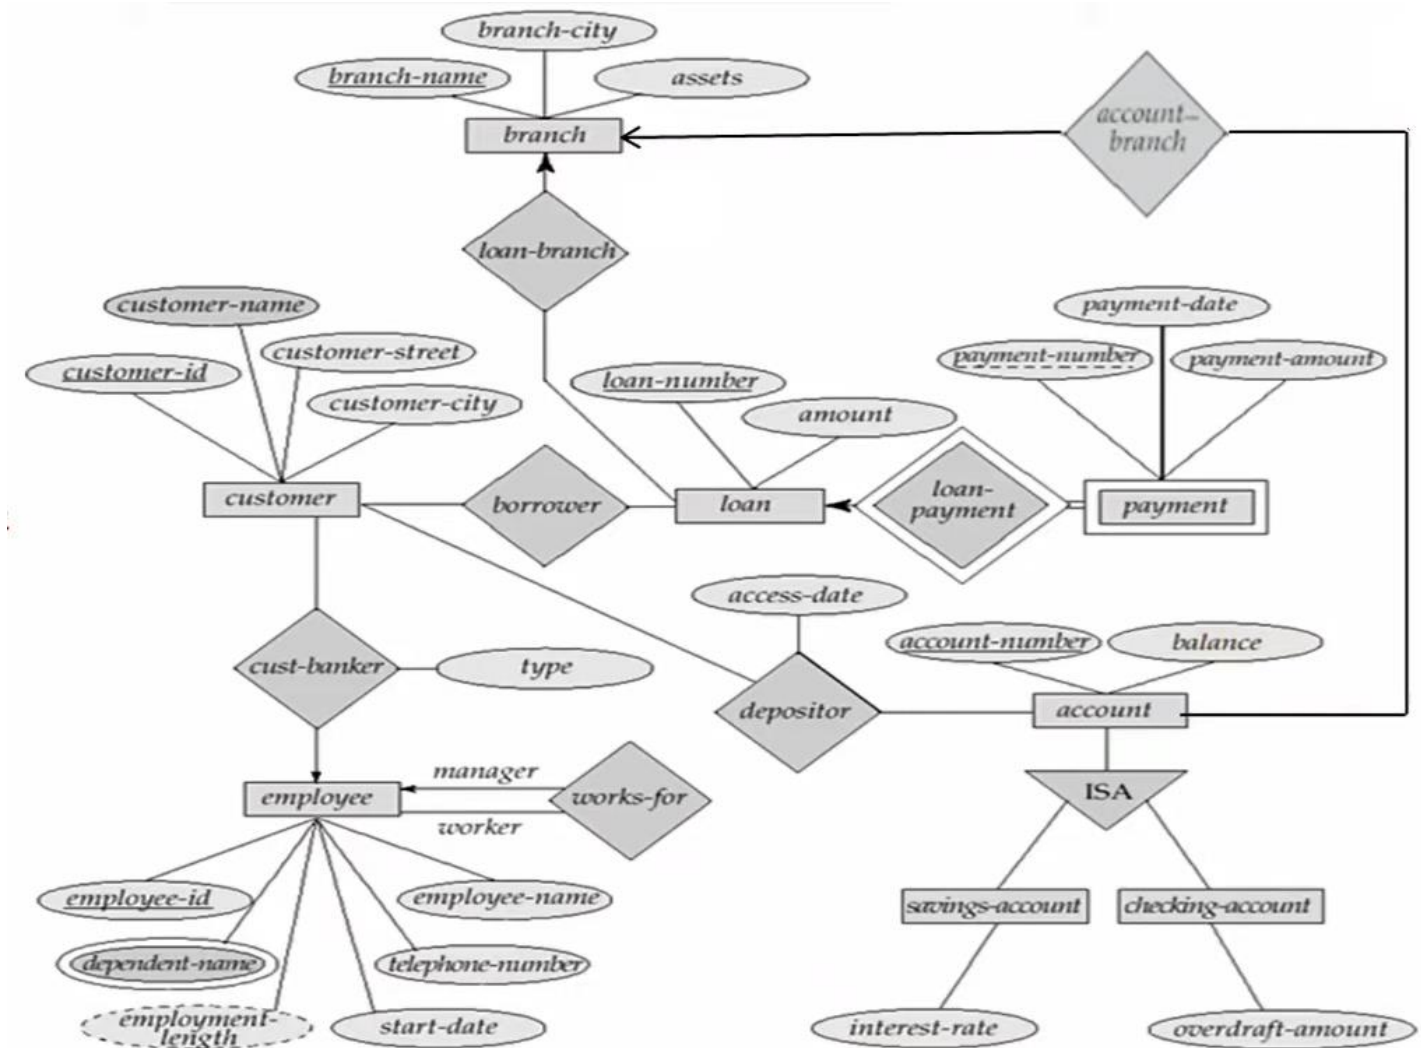 branch-city
branch-name
assets
branch
account-
branch
loan-branch
customer-name
customer-street
customer-id
customer-city
payment-date
payment-number
payment-amount
loan-number
amount
customer
borrower
loan
loan-
payment
payment
access-date
account-number
balance
cust-banker
type
depositor
account
manager
employee
works-for
worker
ISA
employee-id
employee-name
savings-account
checking-account
dependent-name
telephone-number
employment-
length
start-date
interest-rate
overdraft-amount